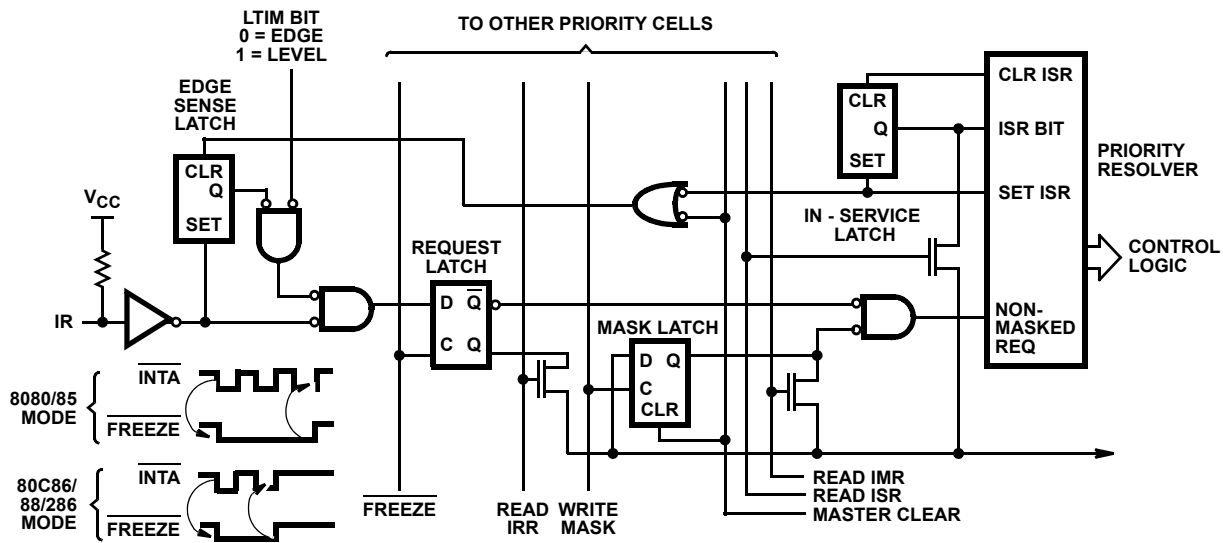 LTIM BIT
0 = EDGE
1 = LEVEL
TO OTHER PRIORITY CELLS
EDGE
SENSE
LATCH
CLR
Q
SET
VCC
IR
REQUEST
LATCH
D Q
C Q
MASK LATCH
D Q
C
CLR
CLR
Q
SET
IN - SERVICE
LATCH
CLR ISR
ISR BIT
SET ISR
NON-
MASKED
REQ
PRIORITY
RESOLVER
CONTROL
LOGIC
8080/85
MODE
INTA
FREEZE
80C86/
88/286
MODE
INTA
FREEZE
FREEZE
READ
IRR
WRITE
MASK
READ IMR
READ ISR
MASTER CLEAR